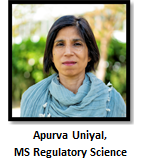 Apurva Uniyal,
MS Regulatory Science